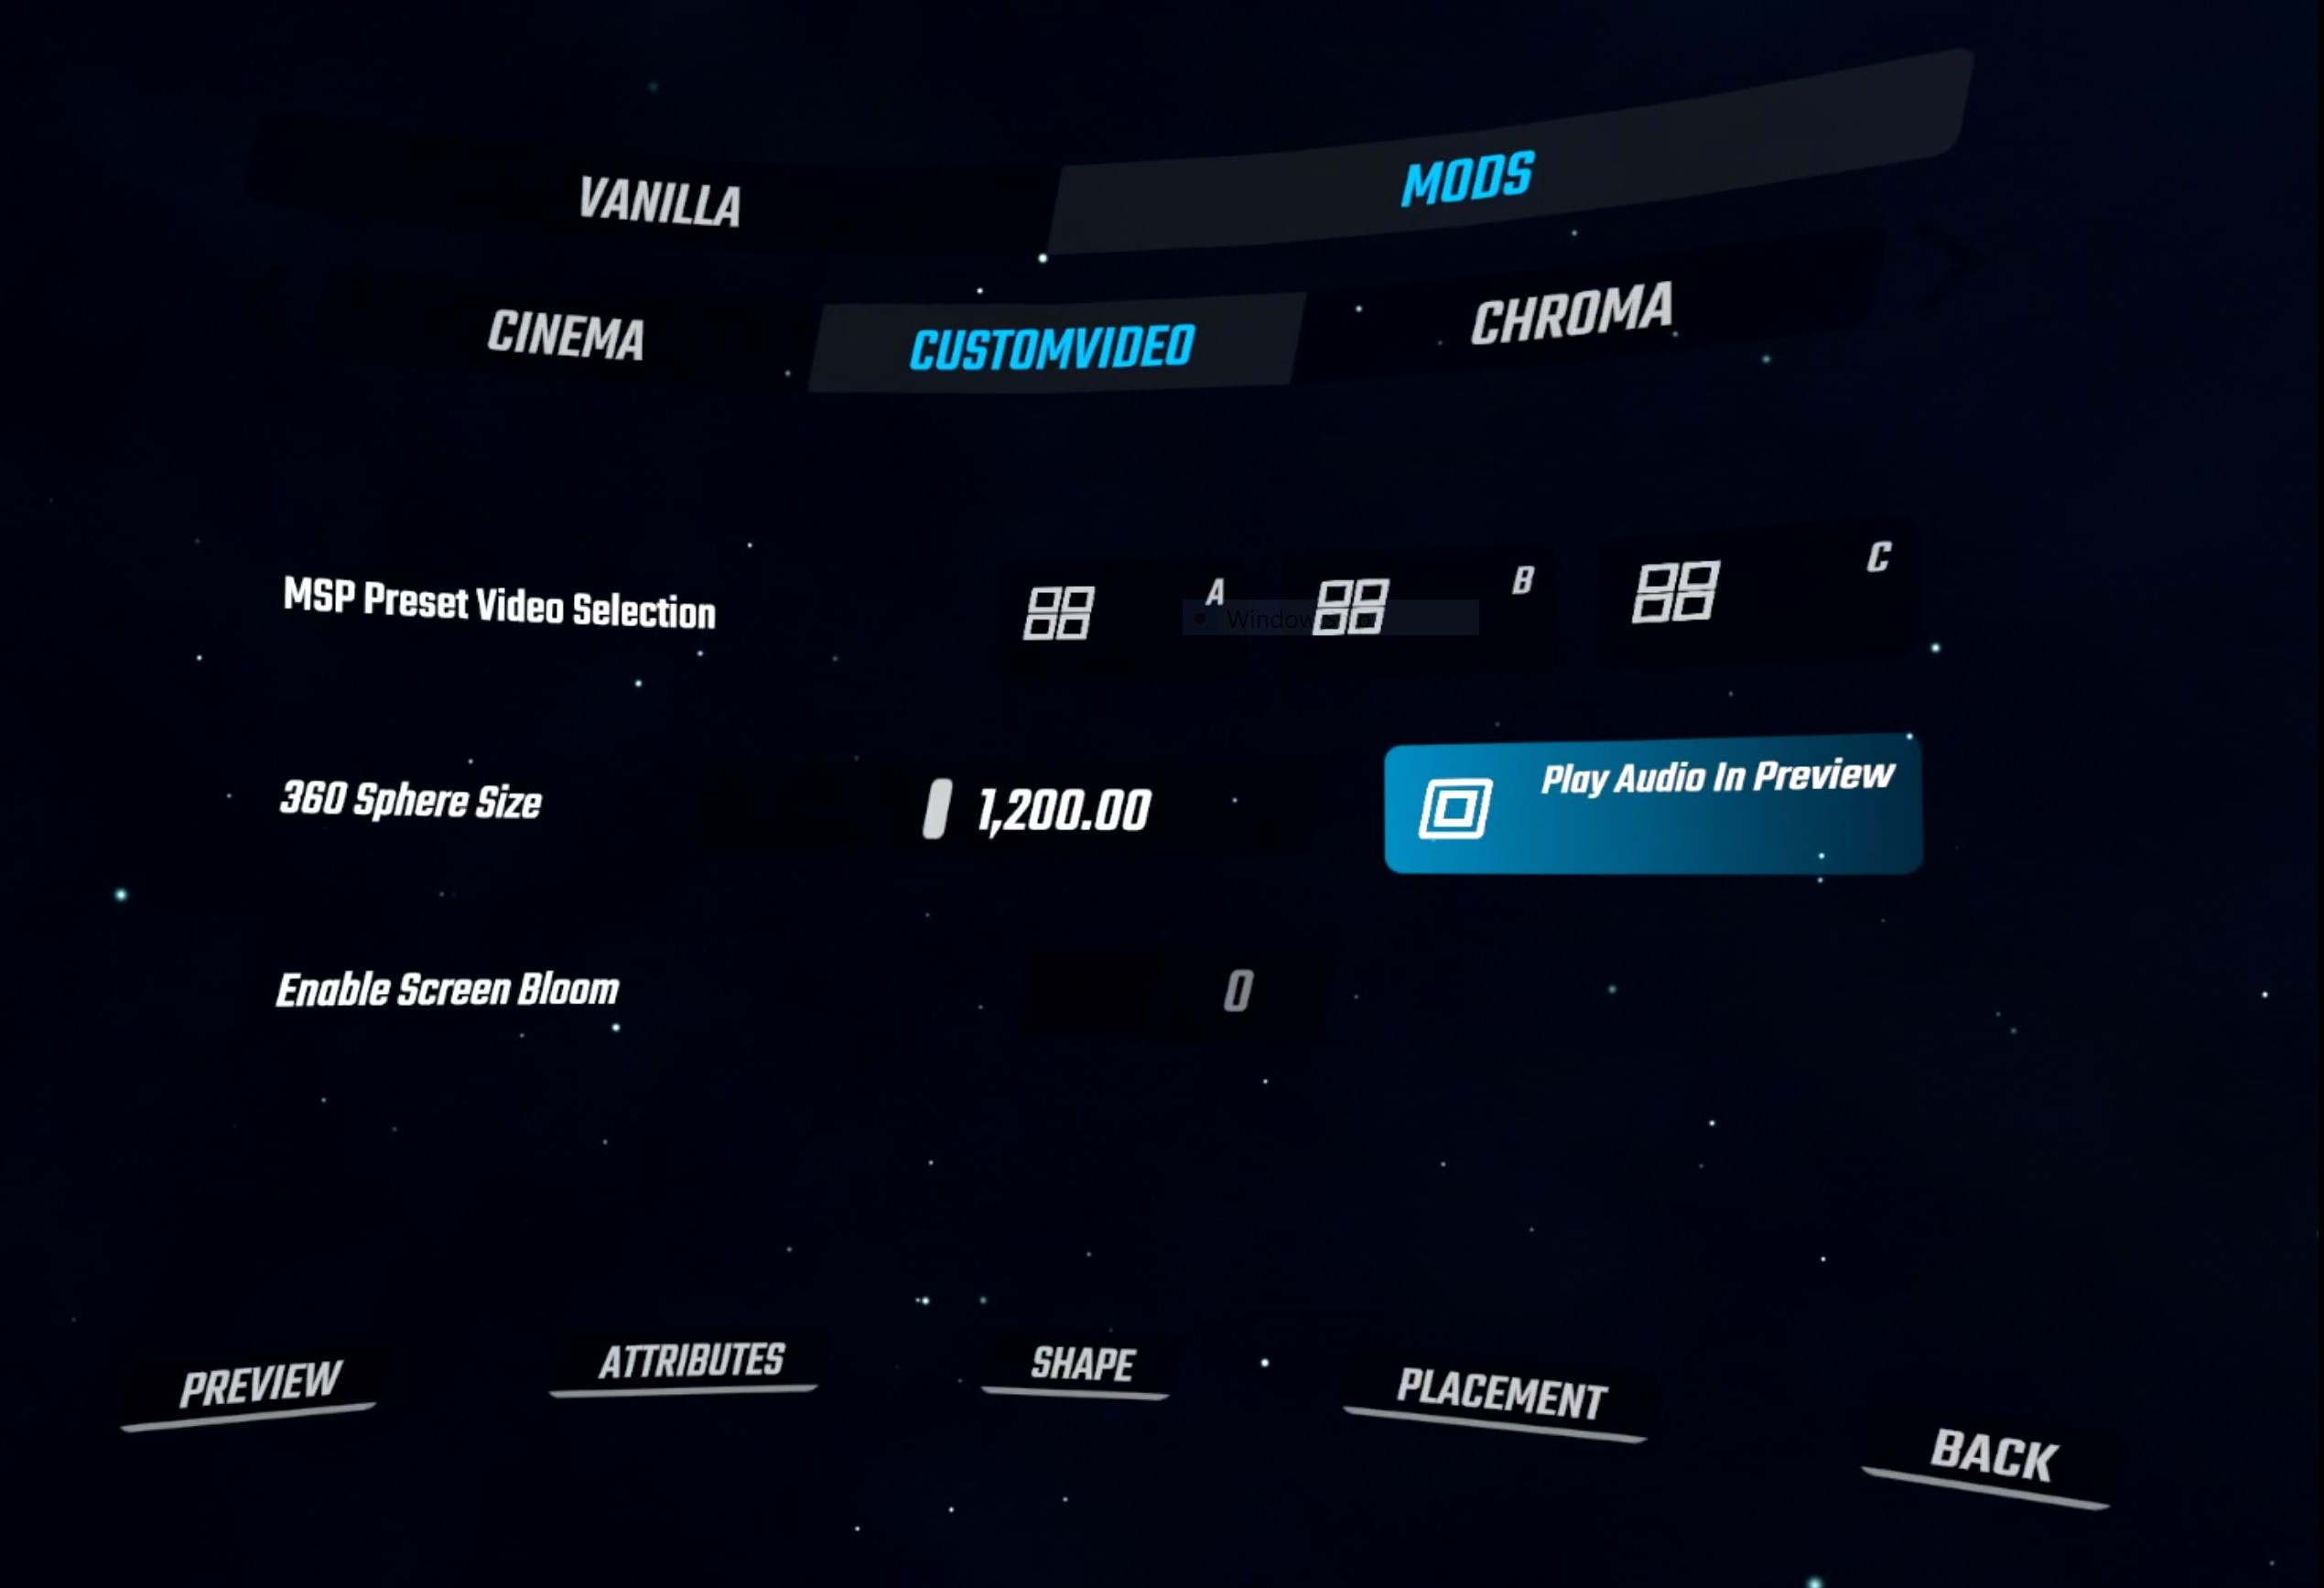 VANILLA MODS
CINEMA CUSTOMVIDEO CHROMA
MSP Preset Video Selection A B C
360 Sphere Size 1,200.00 Play Audio In Preview
Enable Screen Bloom O
PREVIEW ATTRIBUTES SHAPE PLACEMENT BACK